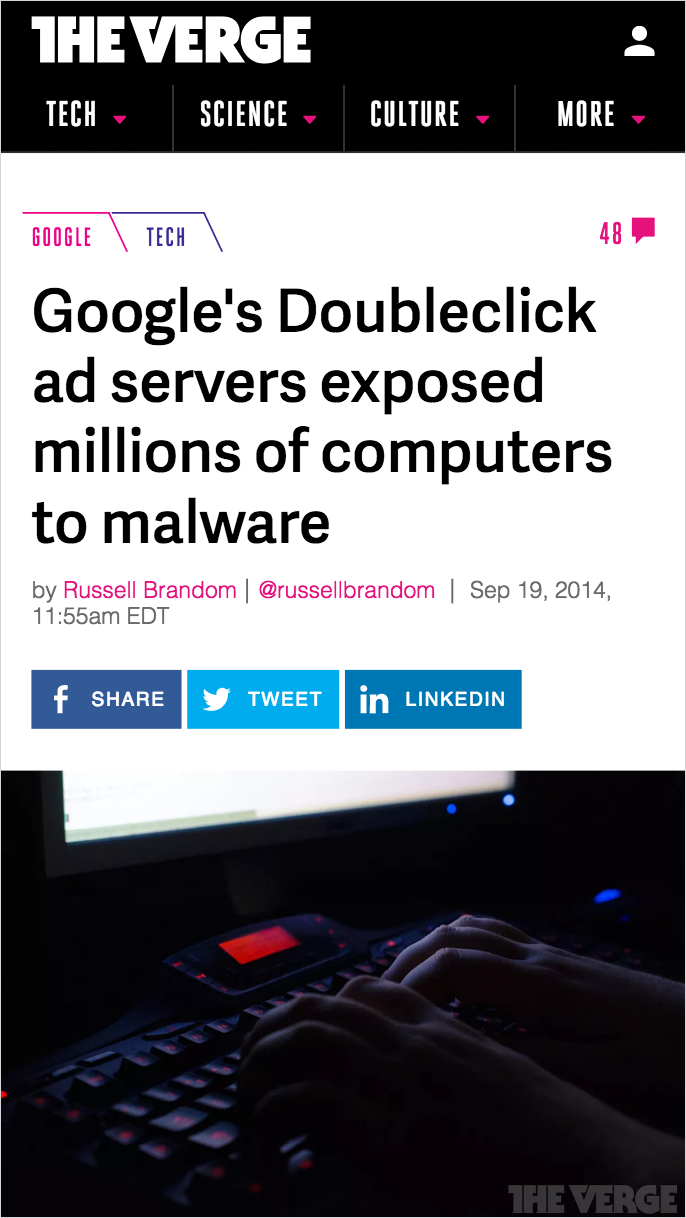 THE VERGE
TECH SCIENCE CULTURE MORE
GOOGLE TECH 48
Google's Doubleclick
ad servers exposed
millions of computers
to malware
by Russell Brandom | @russellbrandom | Sep 19, 2014,
11:55am EDT
f SHARE TWEET in LINKEDIN
THE VERGE